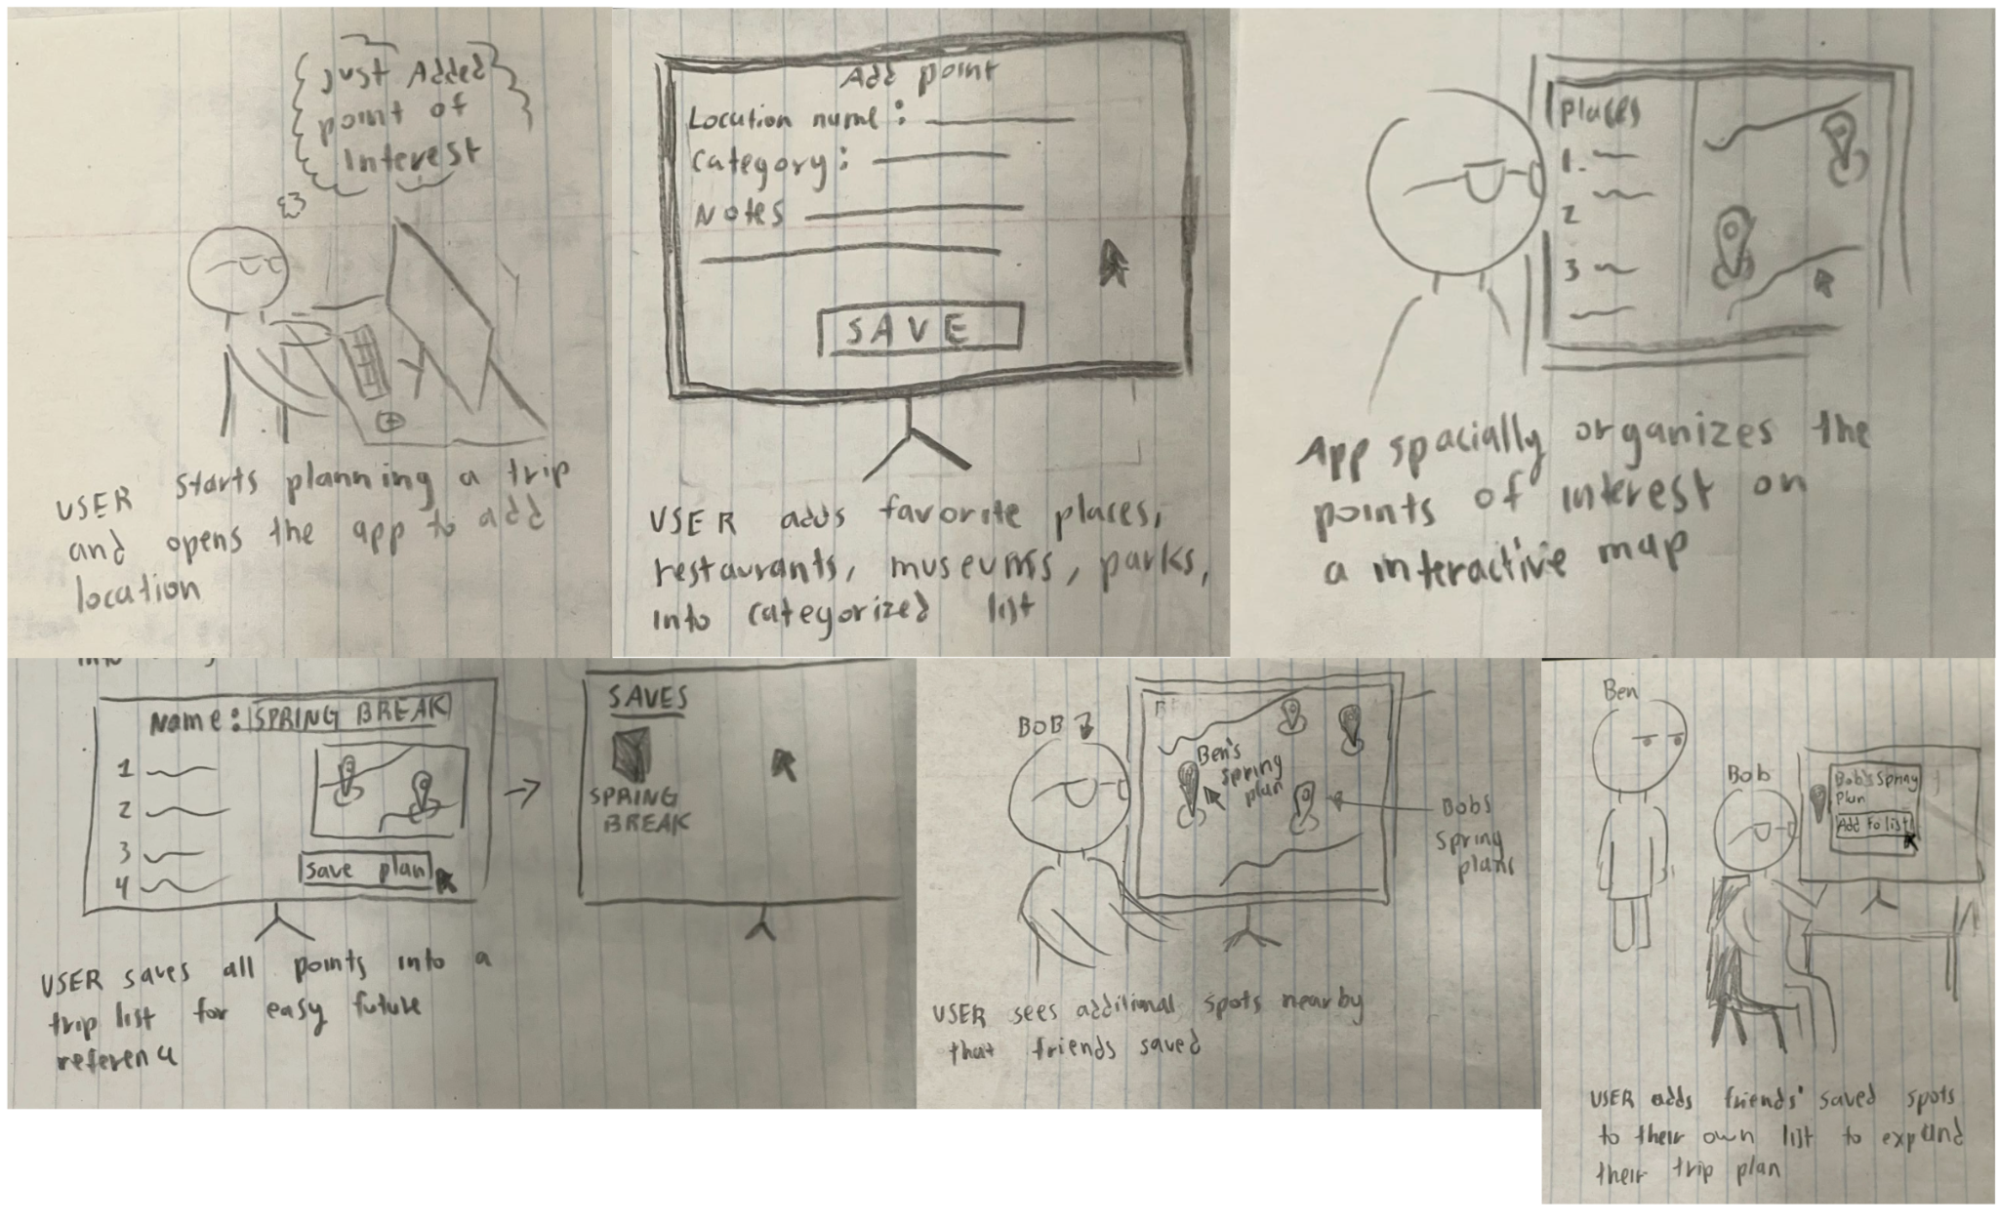 just Added
point of
Interest
USER starts planning a trip
and opens the app to add
location
Add point
Location name:
Category:
Notes
SAVE
USER adds favorite places,
restaurants, museums, parks,
into categorized list
places
1.
2
3
App spacially organizes the
points of interest on
a interactive map
Name: SPRING BREAK
1
2
3
4
save plan
SAVES
SPRING
BREAK
USER saves all points into a
trip list for easy future
reference
BOB
Ben's
spring
plan
Bobs
spring
plans
USER sees additional spots nearby
that friends saved
Ben
Bob
Bob's Spring
Plan
Add to list
USER adds friends' saved spots
to their own list to expand
their trip plan